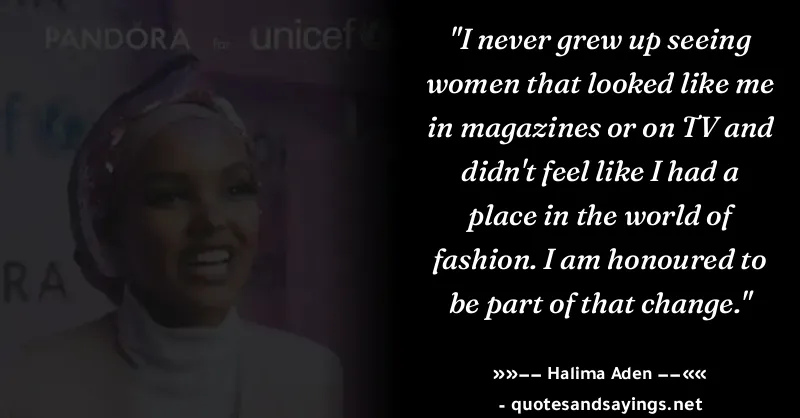 PANDÓRA for unicef
"I never grew up seeing
women that looked like me
in magazines or on TV and
didn't feel like I had a
place in the world of
fashion. I am honoured to
be part of that change."
»»−− Halima Aden −−««
- quotesandsayings.net
RA